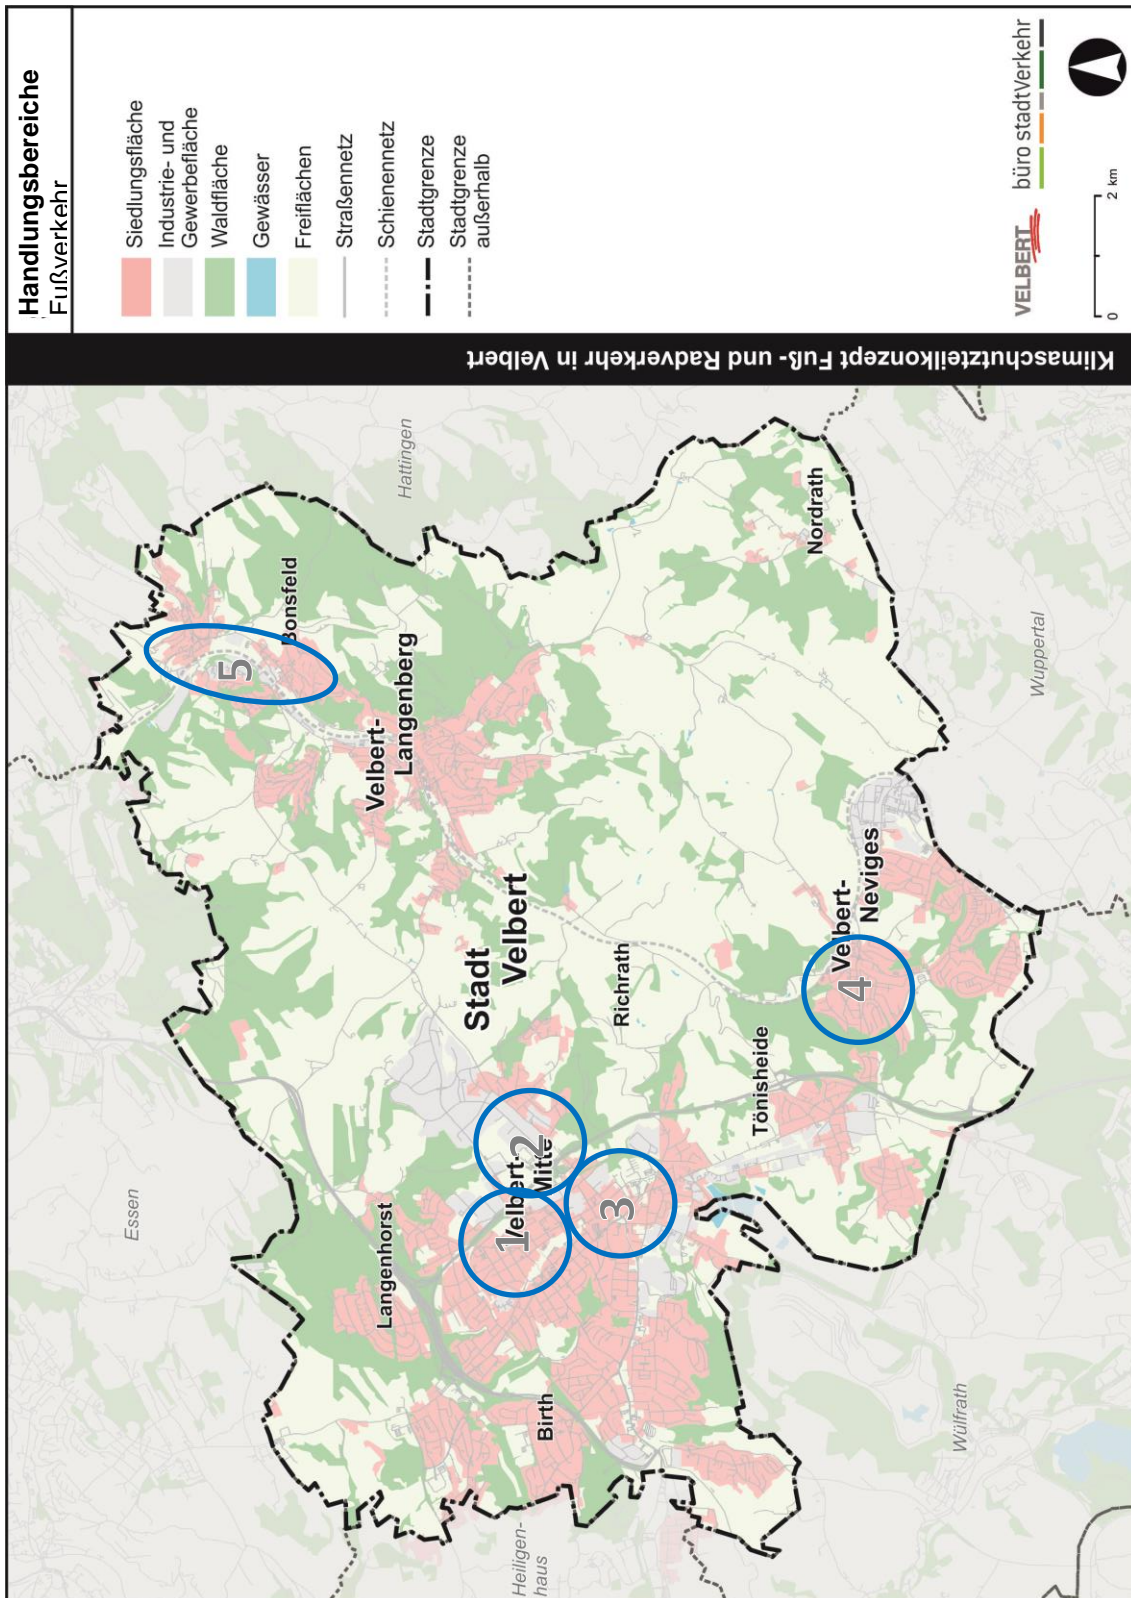 Handlungsbereiche
Fußverkehr
Siedlungsfläche
Industrie- und
Gewerbefläche
Waldfläche
Gewässer
Freiflächen
Straßennetz
Schienennetz
Stadtgrenze
Stadtgrenze
außerhalb
VELBERT
büro stadtVerkehr
0
2 km
Klimaschutzteilkonzept Fuß- und Radverkehr in Velbert
Essen
Hattingen
Bonsfeld
5
Velbert-
Langenberg
Stadt
Velbert
Langenhorst
1
2
Velbert-
Mitte
3
Birth
Richrath
Nordrath
Tönisheide
Velbert-
Neviges
4
Heiligen-
haus
Wülfrath
Wuppertal